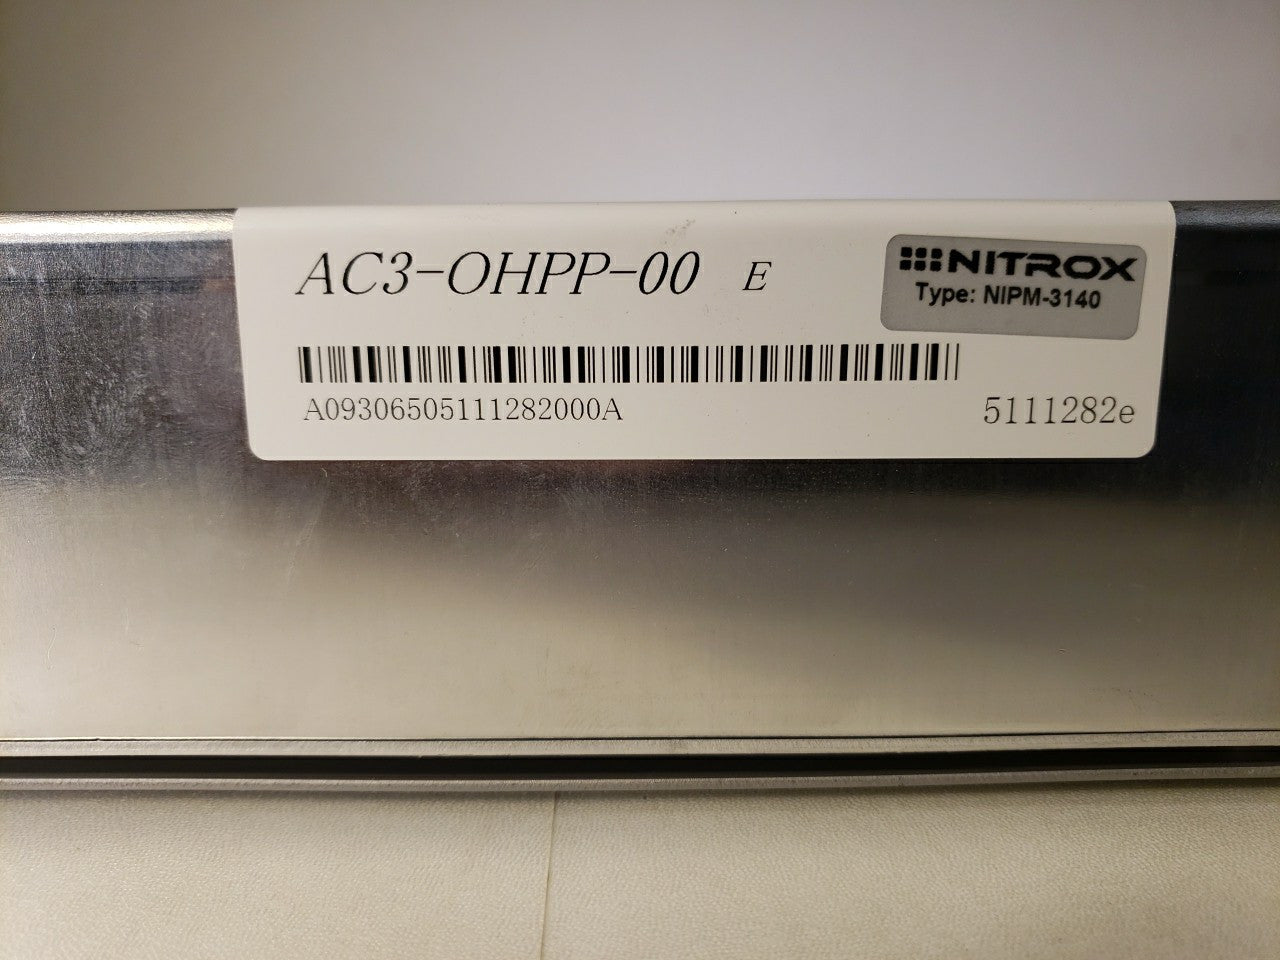 AC3-OHPP-00 E
NITROX
Type: NIPM-3140
A09306505111282000A
5111282e